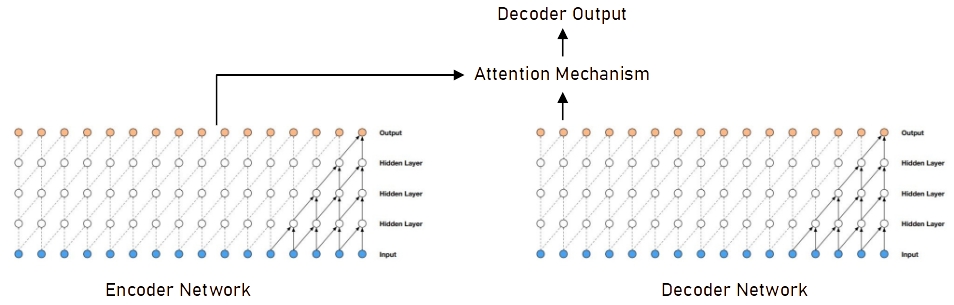 Decoder Output
Attention Mechanism
Output
Hidden Layer
Hidden Layer
Hidden Layer
Input
Encoder Network
Output
Hidden Layer
Hidden Layer
Hidden Layer
Input
Decoder Network